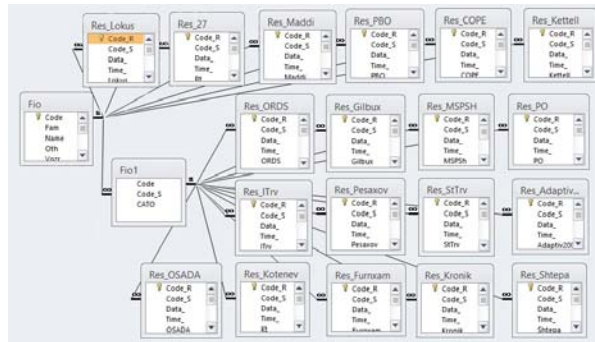 Res_Lokus
Code_R
Code_S
Data_
Time_
Lokus
Res_27
Code_R
Code_S
Data_
Time_
Res_Maddi
Code_R
Code_S
Data_
Time_
Maddi
Res_PBO
Code_R
Code_S
Data_
Time_
PBO
Res_COPE
Code_R
Code_S
Data_
Time_
COPE
Res_Kettell
Code_R
Code_S
Data_
Time_
Kettell
Fio
Code
Fam
Name
Oth
Vozr
Fio1
Code
Code_S
CATO
Res_ORDS
Code_R
Code_S
Data_
Time_
ORDS
Res_Gilbux
Code_R
Code_S
Data_
Time_
Gilbux
Res_MSPSH
Code_R
Code_S
Data_
Time_
MSPSh
Res_PO
Code_R
Code_S
Data_
Time_
PO
Res_ITrv
Code_R
Code_S
Data_
Time_
ITrv
Res_Pesaxov
Code_R
Code_S
Data_
Time_
Pesaxov
Res_StTrv
Code_R
Code_S
Data_
Time_
StTrv
Res_Adaptiv...
Code_R
Code_S
Data_
Time_
Adaptiv200
Res_OSADA
Code_R
Code_S
Data_
Time_
OSADA
Res_Kotenev
Code_R
Code_S
Data_
Time_
Res_Furnxam
Code_R
Code_S
Data_
Time_
Furnxam
Res_Kronik
Code_R
Code_S
Data_
Time_
Kronik
Res_Shtepa
Code_R
Code_S
Data_
Time_
Shtepa